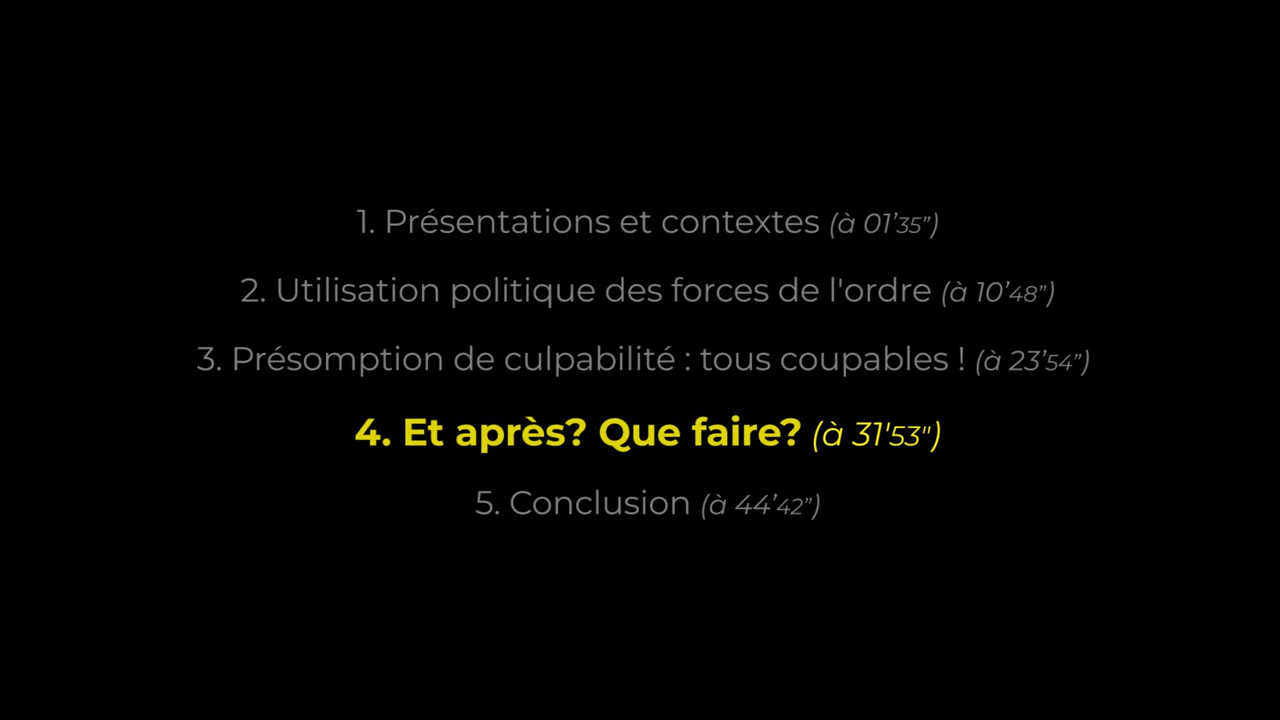 1. Présentations et contextes (à 01’35”)
2. Utilisation politique des forces de l'ordre (à 10’48”)
3. Présomption de culpabilité : tous coupables ! (à 23’54”)
4. Et après? Que faire? (à 31'53")
5. Conclusion (à 44’42”)